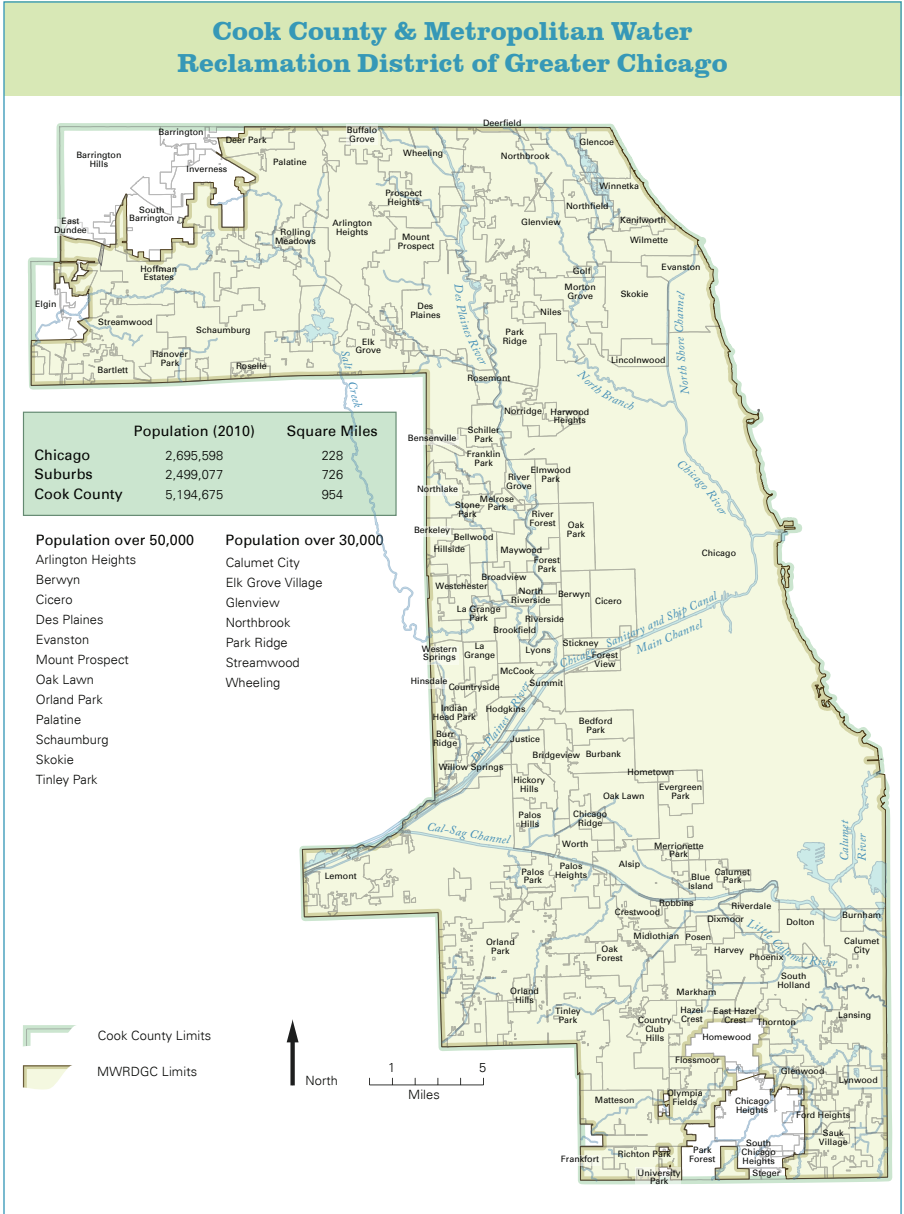 Cook County & Metropolitan Water
Reclamation District of Greater Chicago
Deerfield
Barrington
Buffalo
Grove
Deer Park
Glencoe
Barrington
Hills
Palatine
Wheeling
Northbrook
Inverness
Winnetka
Prospect
Heights
Northfield
South
Barrington
East
Dundee
Arlington
Heights
Glenview
Kenilworth
Rolling
Meadows
Mount
Prospect
Wilmette
Hoffman
Estates
Golf
Evanston
Morton
Grove
Skokie
Elgin
Des
Plaines
Des Plaines River
Niles
North Shore Channel
Streamwood
Schaumburg
Park
Ridge
Elk
Grove
Hanover
Park
Lincolnwood
Bartlett
Roselle
Salt Creek
Rosemont
North Branch
Norridge
Harwood
Heights
Population (2010) Square Miles
Chicago 2,695,598 228
Suburbs 2,499,077 726
Cook County 5,194,675 954
Bensenville
Schiller
Park
Franklin
Park
River
Grove
Elmwood
Park
Chicago River
Northlake
Stone
Park
Melrose
Park
River
Forest
Oak
Park
Berkeley
Bellwood
Hillside
Maywood
Forest
Park
Chicago
Broadview
Westchester
North
Riverside
Berwyn
Cicero
La Grange
Park
Riverside
Brookfield
Population over 50,000
Arlington Heights
Berwyn
Cicero
Des Plaines
Evanston
Mount Prospect
Oak Lawn
Orland Park
Palatine
Schaumburg
Skokie
Tinley Park
Population over 30,000
Calumet City
Elk Grove Village
Glenview
Northbrook
Park Ridge
Streamwood
Wheeling
Chicago Sanitary and Ship Canal
Main Channel
Western
Springs
La
Grange
Lyons
Stickney
Forest
View
McCook
Hinsdale
Countryside
Summit
Indian
Head Park
Hodgkins
Des Plaines River
Bedford
Park
Burr
Ridge
Justice
Bridgeview
Burbank
Willow Springs
Hickory
Hills
Hometown
Oak Lawn
Evergreen
Park
Palos
Hills
Chicago
Ridge
Cal-Sag Channel
Calumet
River
Worth
Merrionette
Park
Lemont
Palos
Park
Palos
Heights
Alsip
Blue
Island
Calumet
Park
Robbins
Riverdale
Crestwood
Dixmoor
Dolton
Burnham
Little Calumet River
Midlothian
Posen
Orland
Park
Oak
Forest
Harvey
Phoenix
Calumet
City
South
Holland
Orland
Hills
Markham
Tinley
Park
Hazel
Crest
East Hazel
Crest
Thornton
Lansing
Country
Club
Hills
Homewood
Flossmoor
Glenwood
Lynwood
Matteson
Olympia
Fields
Chicago
Heights
Ford Heights
Sauk
Village
Frankfort
Richton Park
Park
Forest
South
Chicago
Heights
University
Park
Steger
Cook County Limits
MWRDGC Limits
North
1 5
Miles